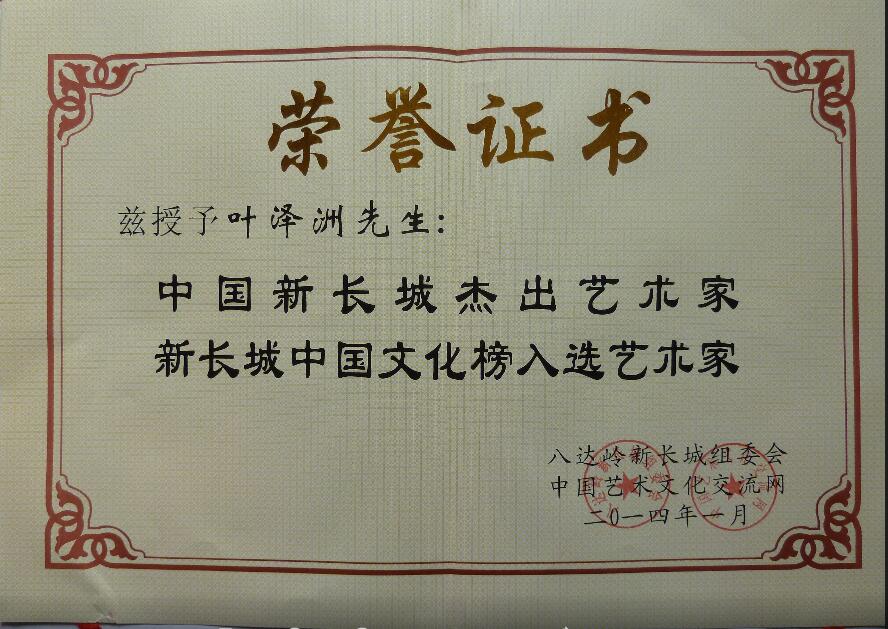 荣誉证书
兹授予叶泽洲先生:
中国新长城杰出艺术家
新长城中国文化榜入选艺术家
八达岭新长城组委会
中国艺术文化交流网
二〇一四年一月